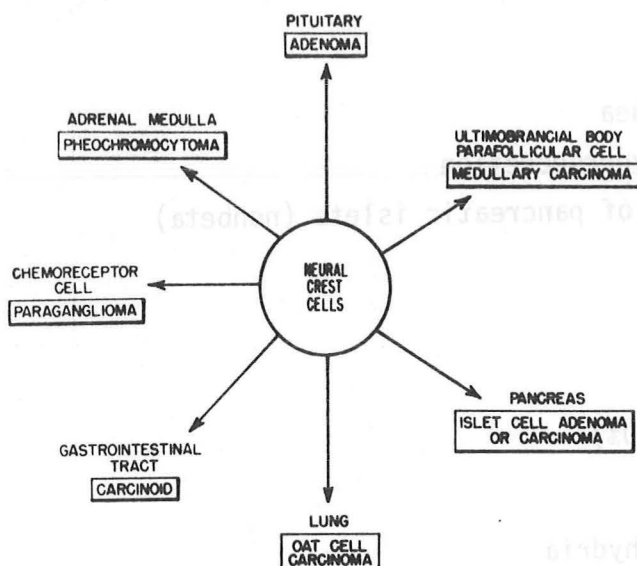 PITUITARY
ADENOMA
ADRENAL MEDULLA
PHEOCHROMOCYTOMA
ULTIMOBRANCIAL BODY
PARAFOLLICULAR CELL
MEDULLARY CARCINOMA
of pancreatic islets (nonbeta)
NEURAL
CREST
CELLS
CHEMORECEPTOR
CELL
PARAGANGLIOMA
PANCREAS
ISLET CELL ADENOMA
OR CARCINOMA
GASTROINTESTINAL
TRACT
CARCINOID
LUNG
OAT CELL
CARCINOMA